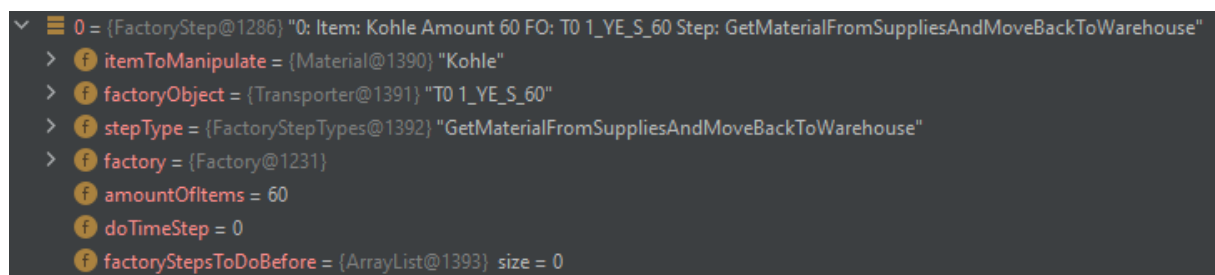 0 = {FactoryStep@1286} "0: Item: Kohle Amount 60 FO: T0 1_YE_S_60 Step: GetMaterialFromSuppliesAndMoveBackToWarehouse"
f itemToManipulate = {Material@1390} "Kohle"
f factoryObject = {Transporter@1391} "T0 1_YE_S_60"
f stepType = {FactoryStepTypes@1392} "GetMaterialFromSuppliesAndMoveBackToWarehouse"
f factory = {Factory@1231}
f amountOfItems = 60
f doTimeStep = 0
f factoryStepsToDoBefore = {ArrayList@1393} size = 0